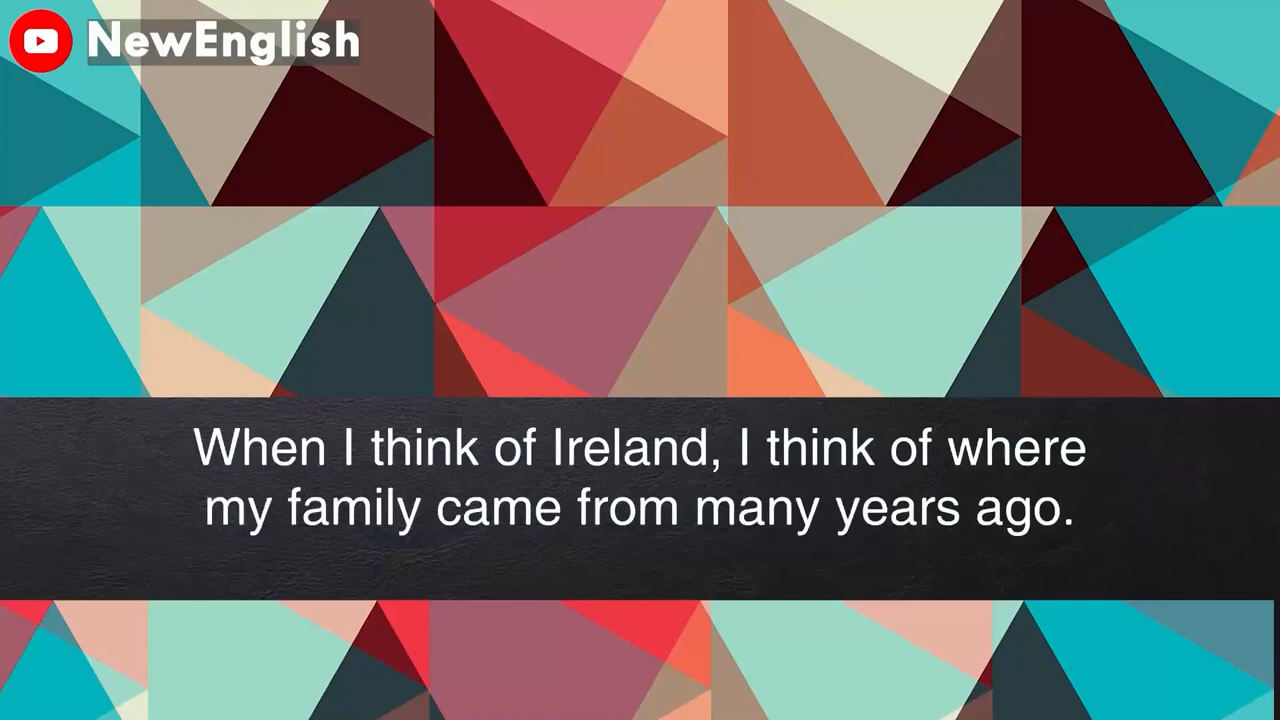 NewEnglish
When I think of Ireland, I think of where
my family came from many years ago.